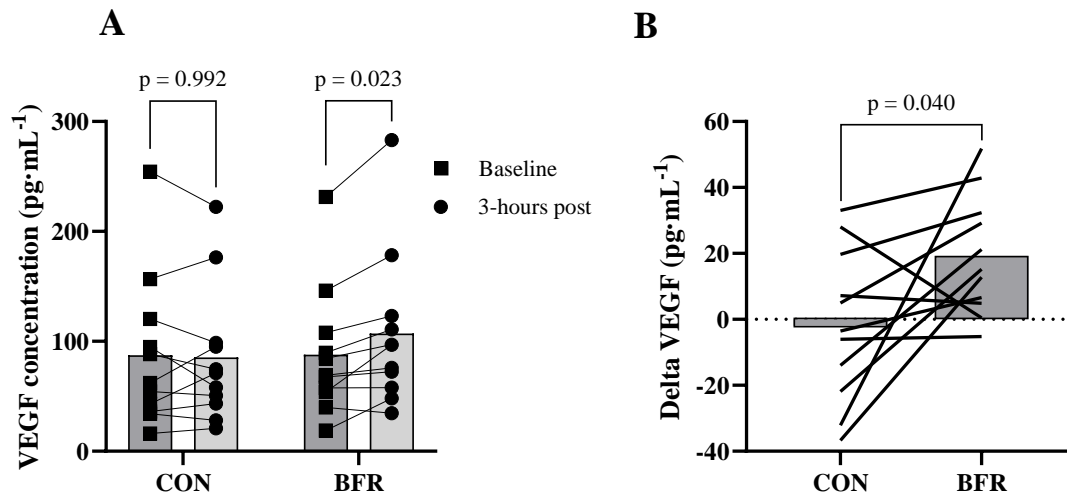 A
p = 0.992
p = 0.023
VEGF concentration (pg·mL⁻¹)
300
200
100
0
CON
BFR
Baseline
3-hours post
B
p = 0.040
Delta VEGF (pg·mL⁻¹)
60
40
20
0
-20
-40
CON
BFR